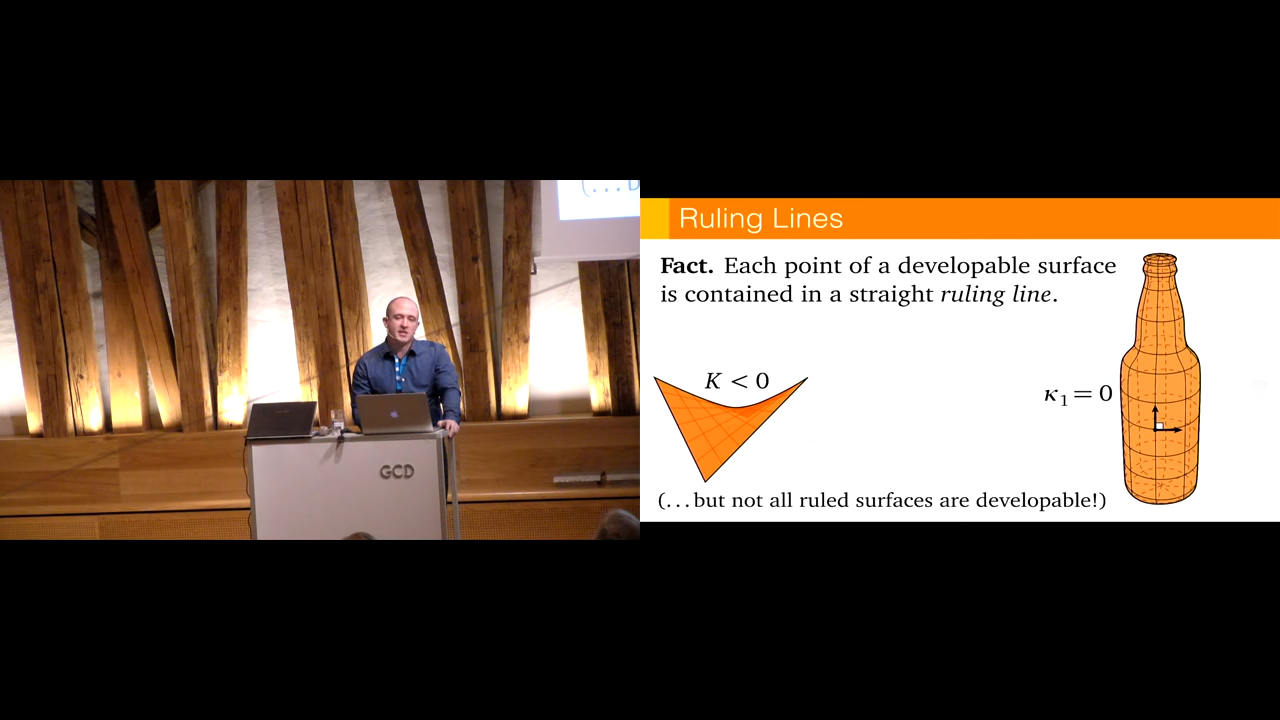 (...
GCD
Ruling Lines
Fact. Each point of a developable surface
is contained in a straight ruling line.
K < 0
κ₁ = 0
(...but not all ruled surfaces are developable!)